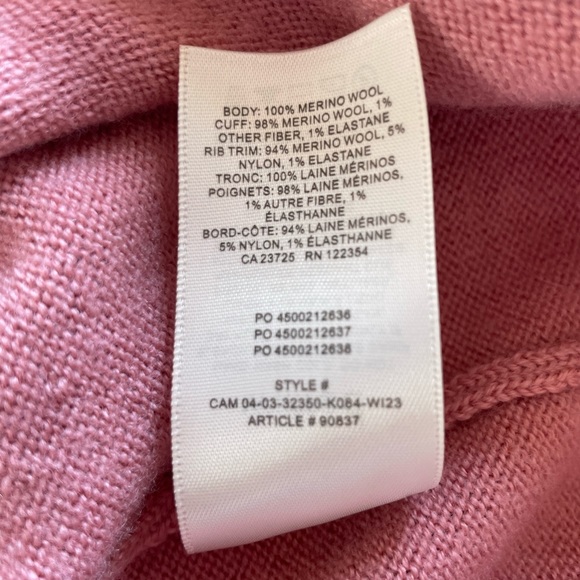 BODY: 100% MERINO WOOL
CUFF: 98% MERINO WOOL, 1%
OTHER FIBER, 1% ELASTANE
RIB TRIM: 94% MERINO WOOL, 5%
NYLON, 1% ELASTANE
TRONC: 100% LAINE MÉRINOS
POIGNETS: 98% LAINE MÉRINOS,
1% AUTRE FIBRE, 1%
ÉLASTHANNE
BORD-CÔTE: 94% LAINE MÉRINOS,
5% NYLON, 1% ÉLASTHANNE
CA 23725 RN 122354
PO 4500212636
PO 4500212637
PO 4500212638
STYLE #
CAM 04-03-32350-K084-WI23
ARTICLE # 90837